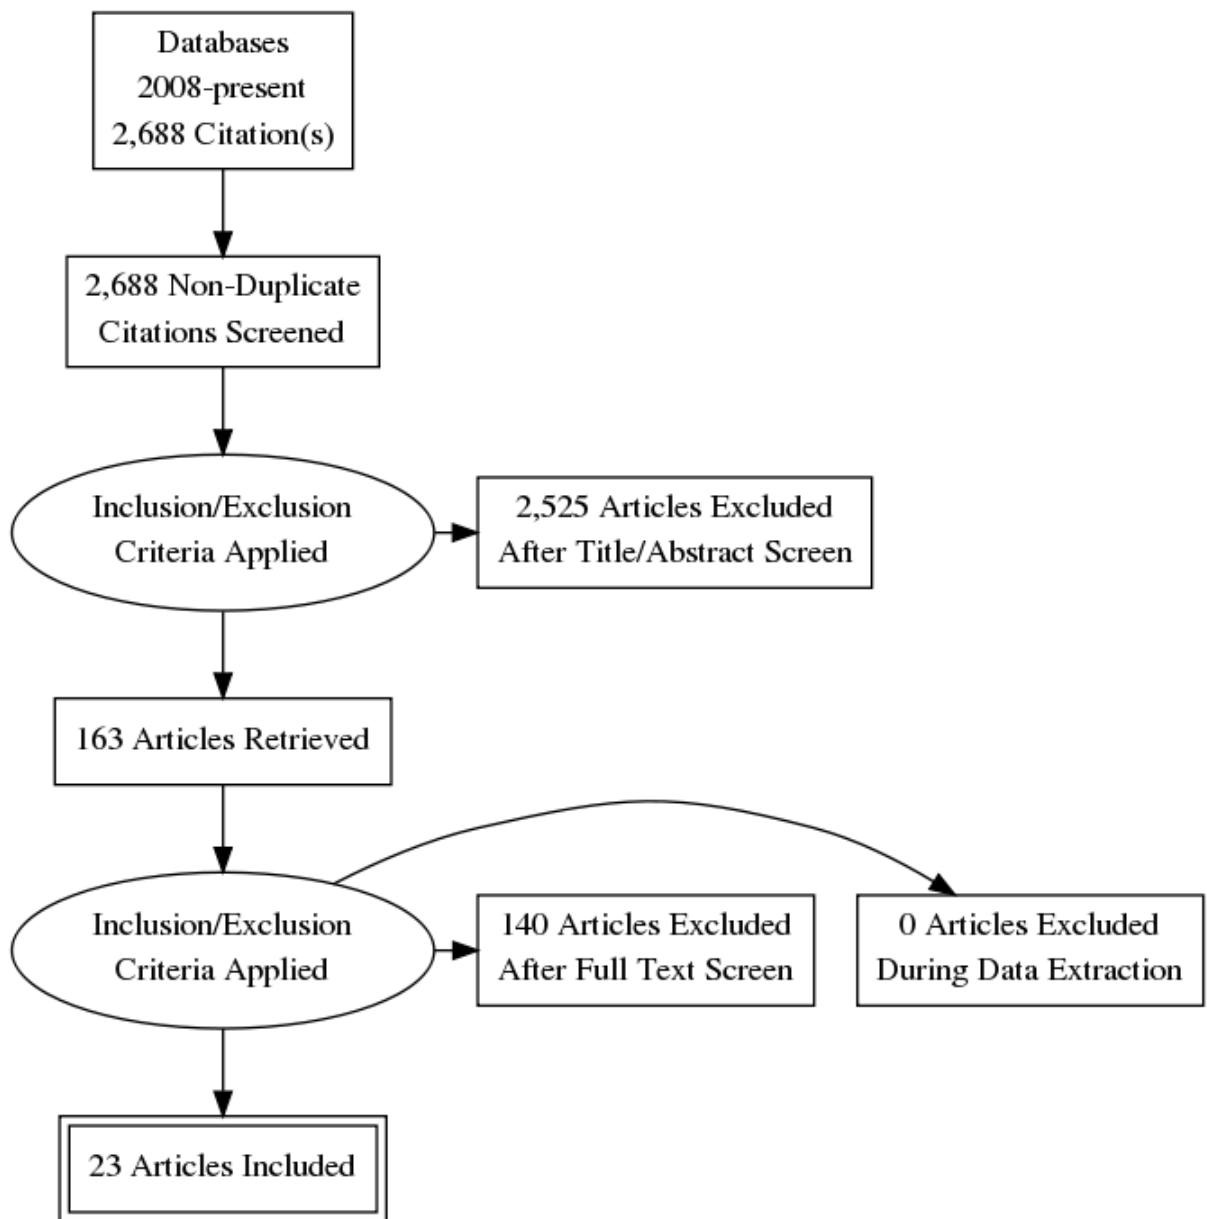 Databases
2008-present
2,688 Citation(s)
2,688 Non-Duplicate
Citations Screened
Inclusion/Exclusion
Criteria Applied
2,525 Articles Excluded
After Title/Abstract Screen
163 Articles Retrieved
Inclusion/Exclusion
Criteria Applied
140 Articles Excluded
After Full Text Screen
0 Articles Excluded
During Data Extraction
23 Articles Included